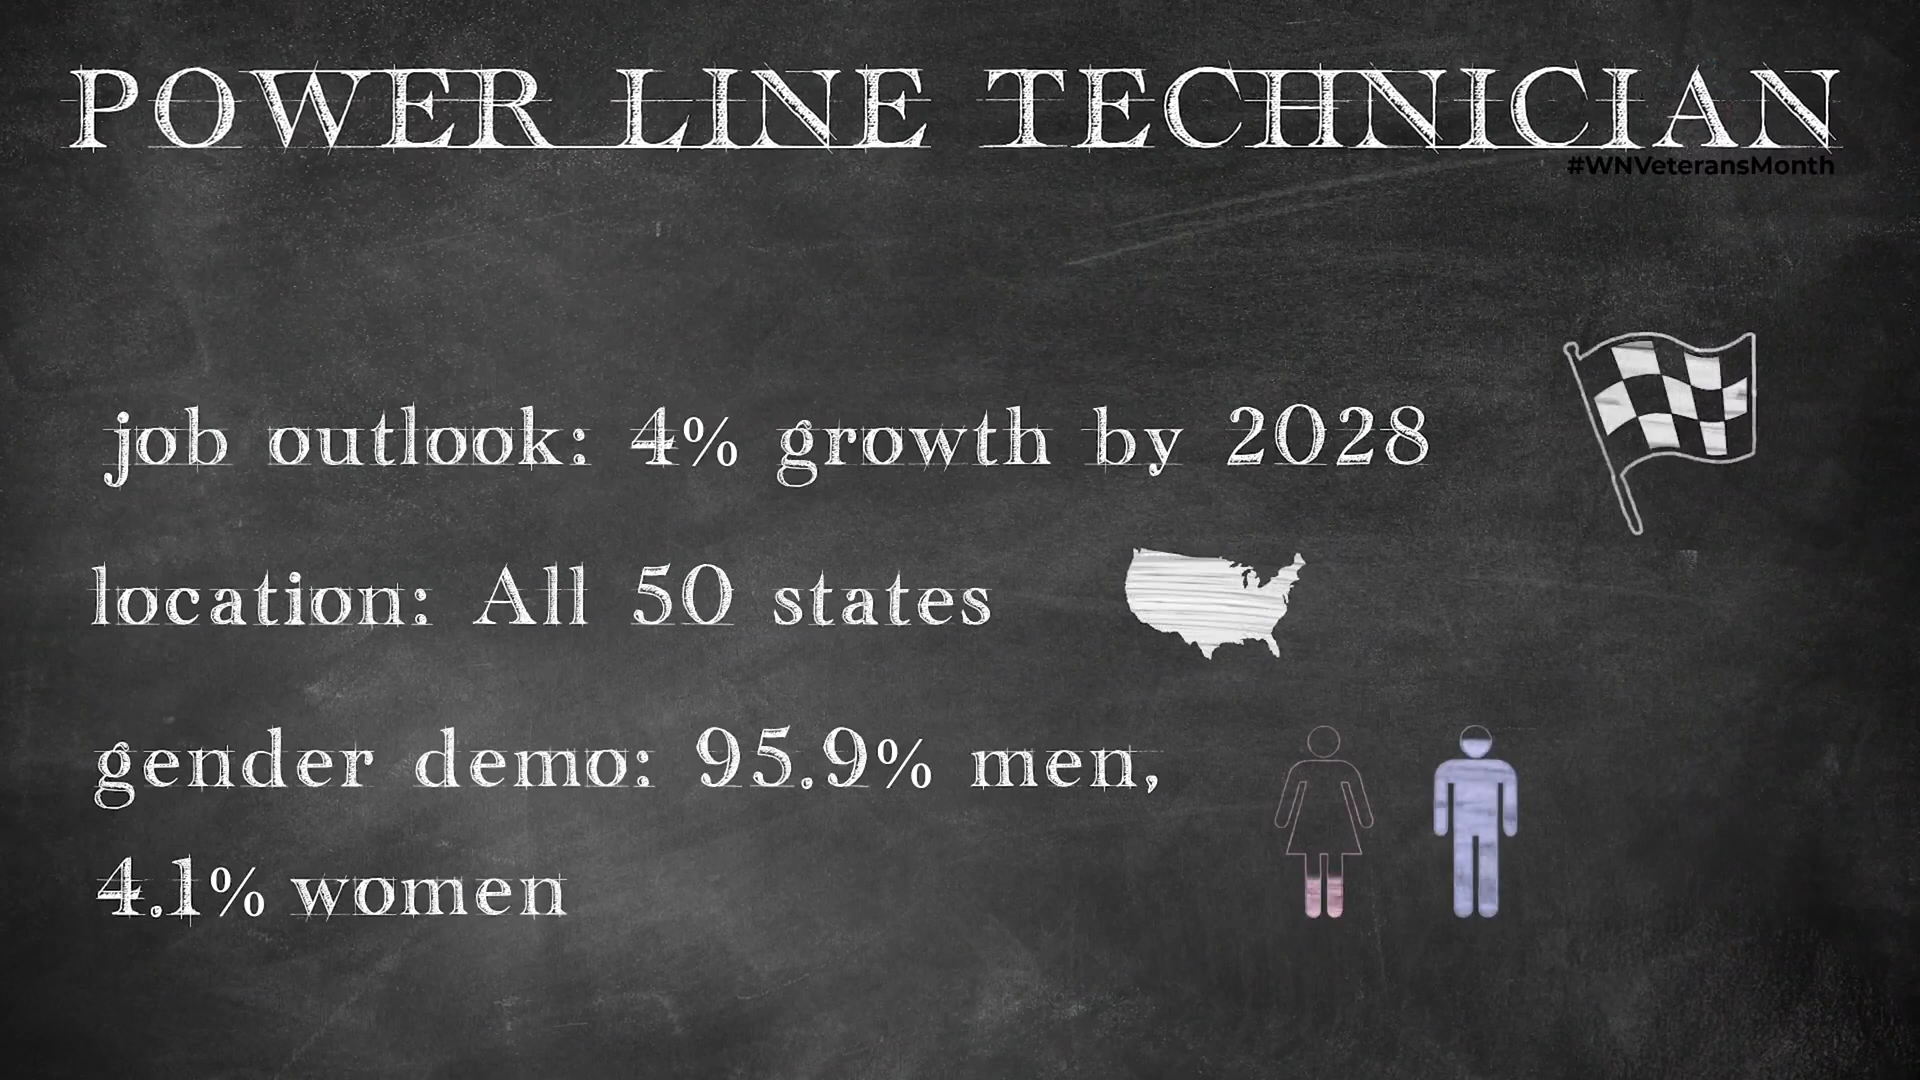 POWER LINE TECHNICIAN
#WNVeteransMonth
job outlook: 4% growth by 2028
location: All 50 states
gender demo: 95.9% men,
4.1% women